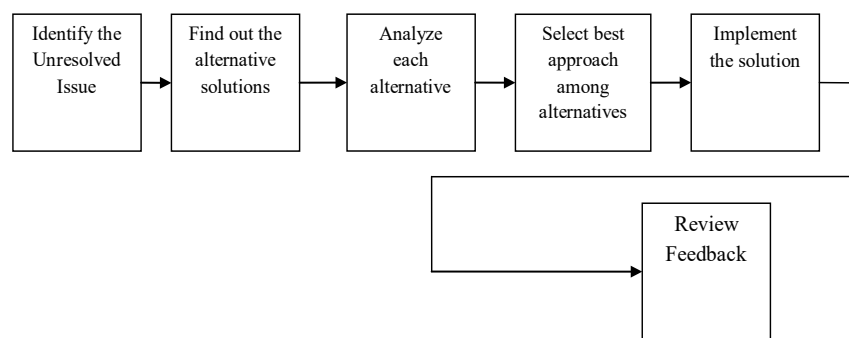 Identify the
Unresolved
Issue
Find out the
alternative
solutions
Analyze
each
alternative
Select best
approach
among
alternatives
Implement
the solution
Review
Feedback